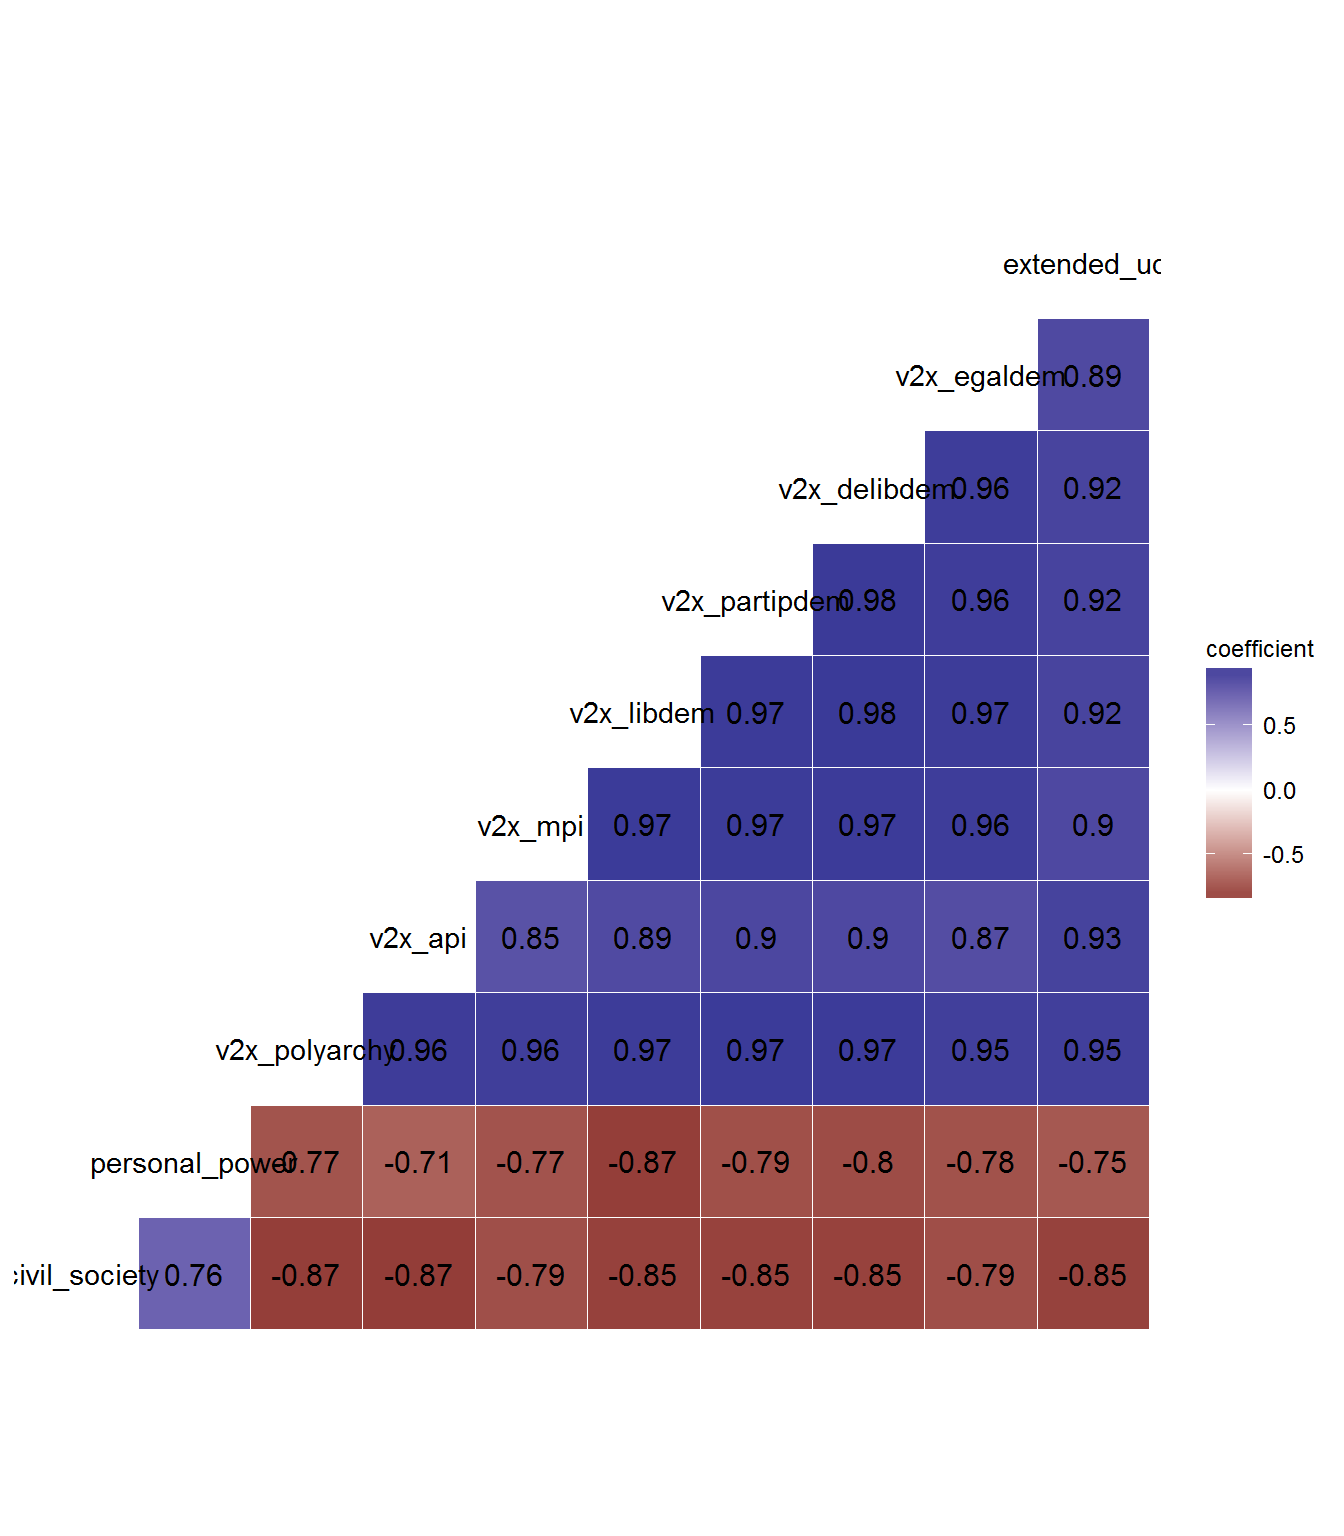 extended_uc
v2x_egaldem 0.89
v2x_delibdem 0.96 0.92
v2x_partipdem 0.98 0.96 0.92
coefficient
v2x_libdem 0.97 0.98 0.97 0.92
0.5
0.0
v2x_mpi 0.97 0.97 0.97 0.96 0.9
-0.5
v2x_api 0.85 0.89 0.9 0.9 0.87 0.93
v2x_polyarchy 0.96 0.96 0.97 0.97 0.97 0.95 0.95
personal_power -0.77 -0.71 -0.77 -0.87 -0.79 -0.8 -0.78 -0.75
civil_society 0.76 -0.87 -0.87 -0.79 -0.85 -0.85 -0.85 -0.79 -0.85